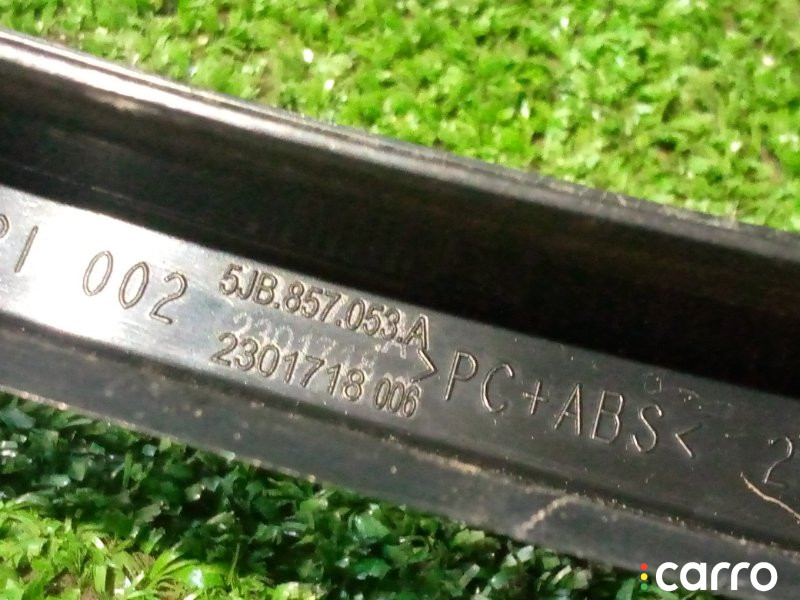 002
5JB.857.053.A
2301718 006
>PC+ABS<
carro